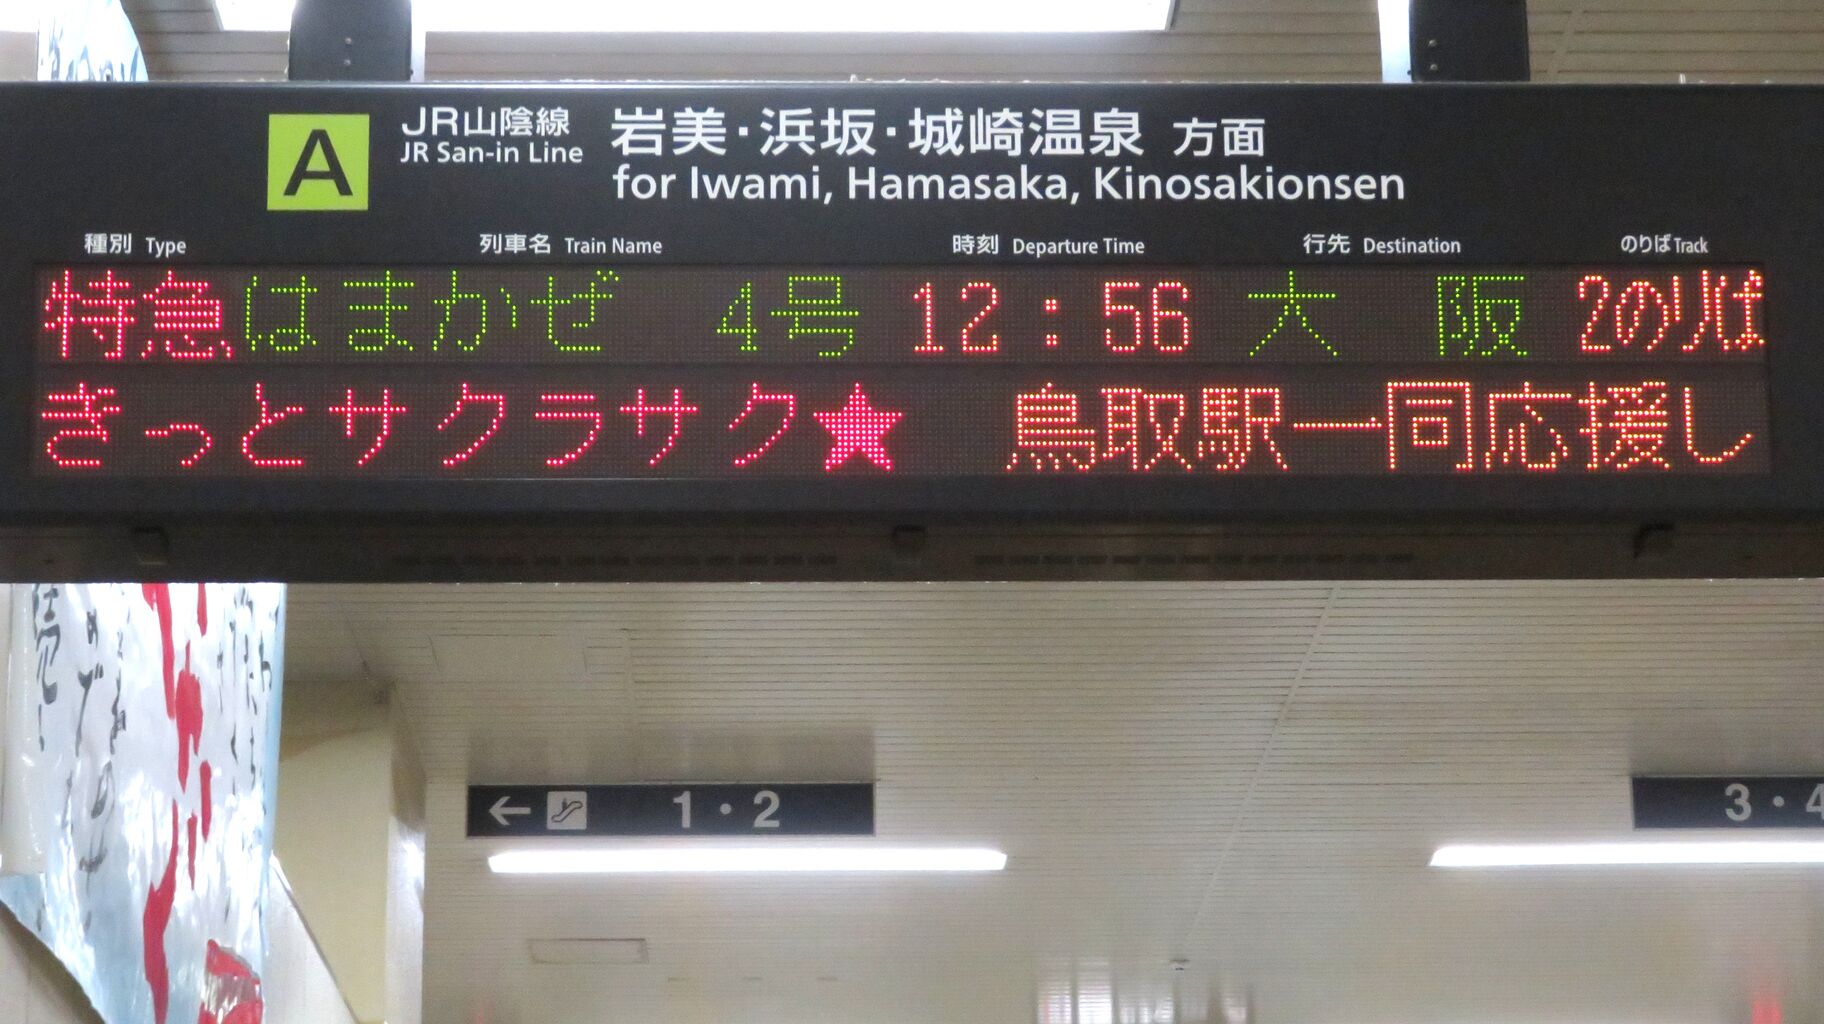 A
JR山陰線 岩美・浜坂・城崎温泉 方面
JR San-in Line for Iwami, Hamasaka, Kinosakionsen
種別 Type 列車名 Train Name 時刻 Departure Time 行先 Destination のりば Track
特急 はまかぜ 4号 12:56 大阪 2のりば
きっとサクラサク★ 鳥取駅一同応援し
← 1・2
3・4